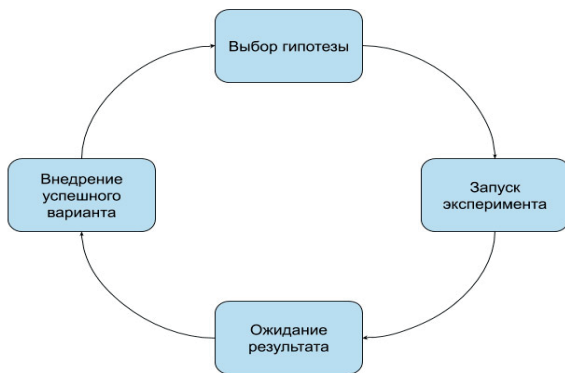 Выбор гипотезы
Запуск
эксперимента
Ожидание
результата
Внедрение
успешного
варианта